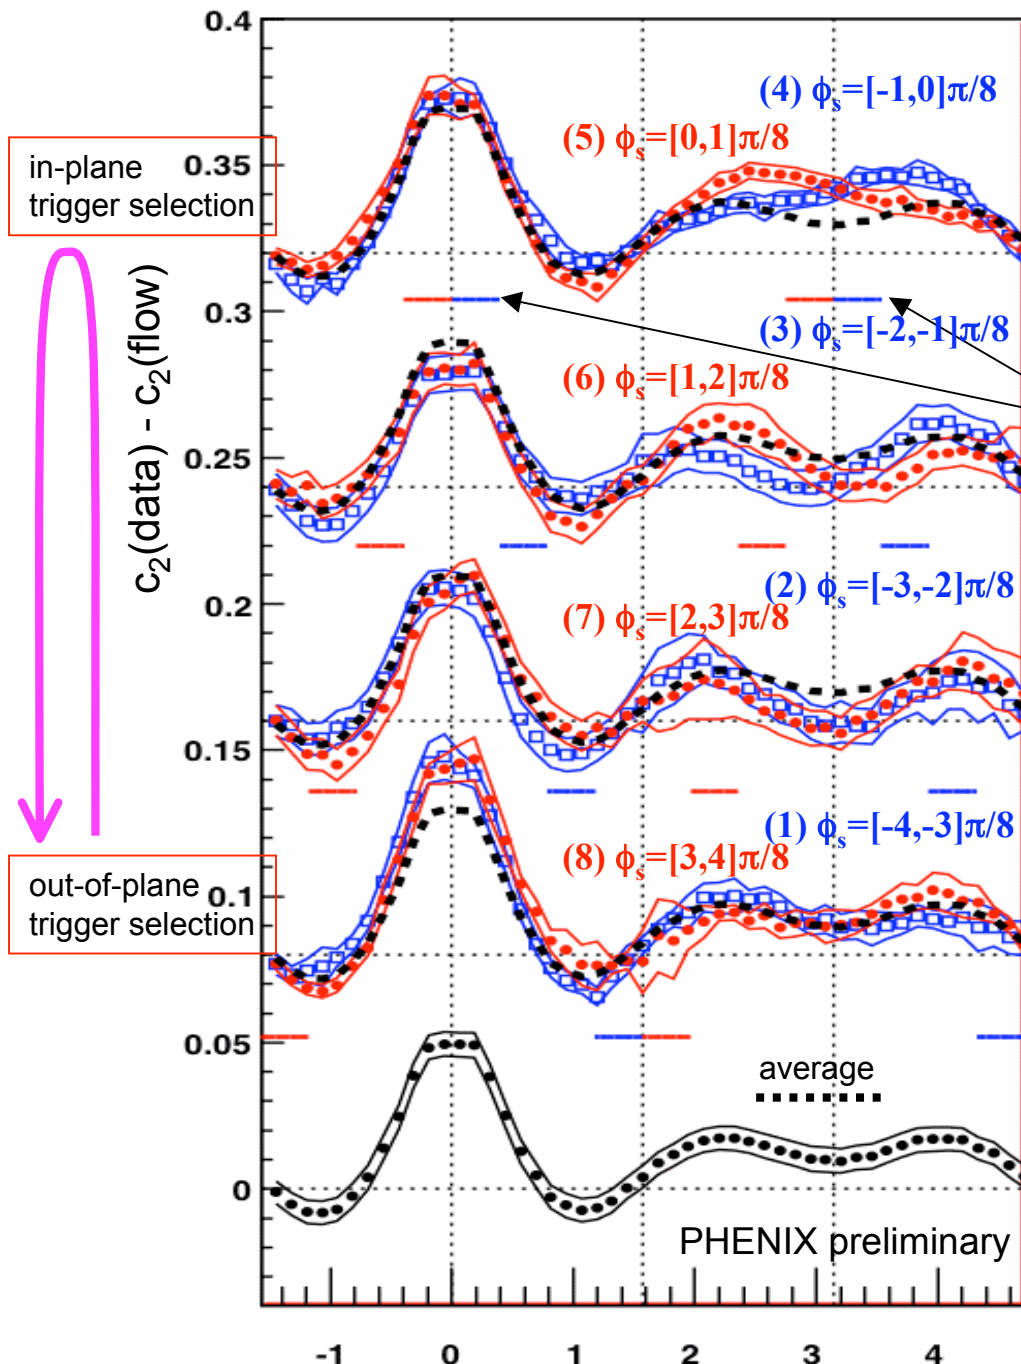 0.4
(4) ϕs=[-1,0]π/8
(5) ϕs=[0,1]π/8
in-plane
trigger selection
0.35
c2(data) - c2(flow)
0.3
(3) ϕs=[-2,-1]π/8
(6) ϕs=[1,2]π/8
0.25
0.2
(2) ϕs=[-3,-2]π/8
(7) ϕs=[2,3]π/8
0.15
(1) ϕs=[-4,-3]π/8
(8) ϕs=[3,4]π/8
out-of-plane
trigger selection
0.1
0.05
average
0
PHENIX preliminary
-1 0 1 2 3 4